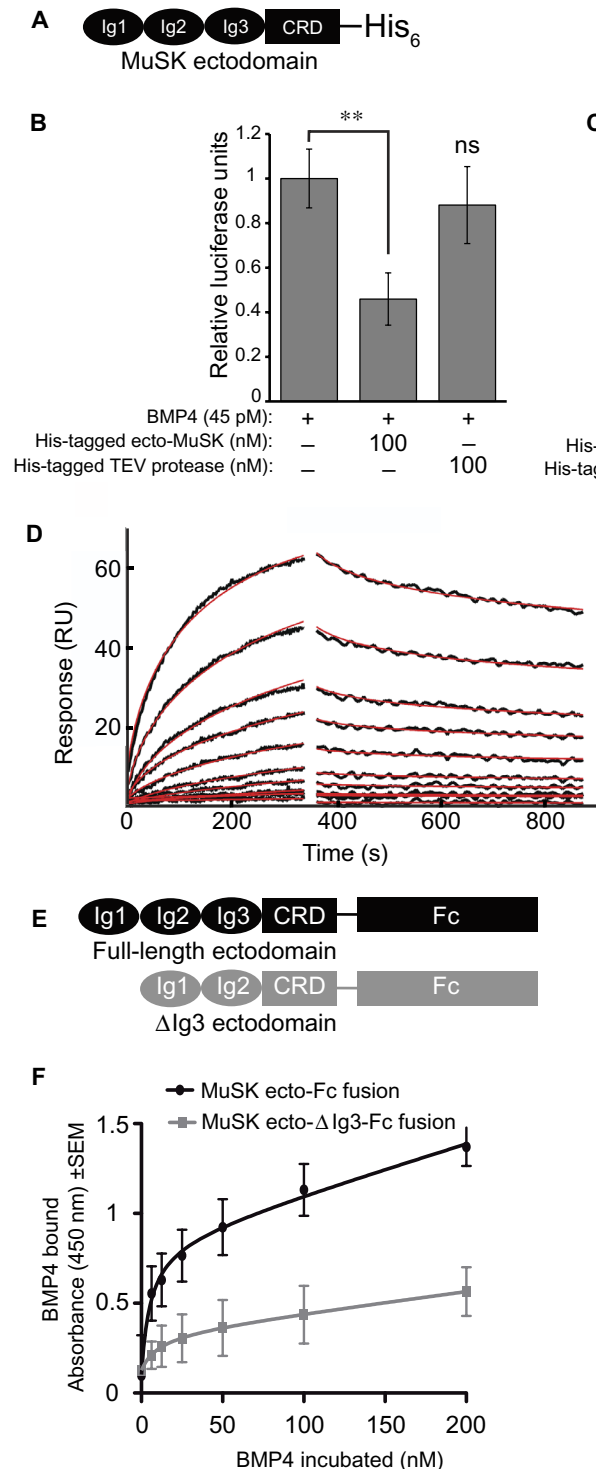 A
Ig1 Ig2 Ig3 CRD His6
MuSK ectodomain
B
C
**
ns
Relative luciferase units
1.2
1
0.8
0.6
0.4
0.2
0
BMP4 (45 pM): + + +
His-tagged ecto-MuSK (nM): – 100 –
His-tagged TEV protease (nM): – – 100
His-
His-tag
D
Response (RU)
60
40
20
0 200 400 600 800
Time (s)
E
Ig1 Ig2 Ig3 CRD Fc
Full-length ectodomain
Ig1 Ig2 CRD Fc
ΔIg3 ectodomain
F
MuSK ecto-Fc fusion
MuSK ecto-ΔIg3-Fc fusion
BMP4 bound
Absorbance (450 nm) ±SEM
1.5
1
0.5
0
0 50 100 150 200
BMP4 incubated (nM)